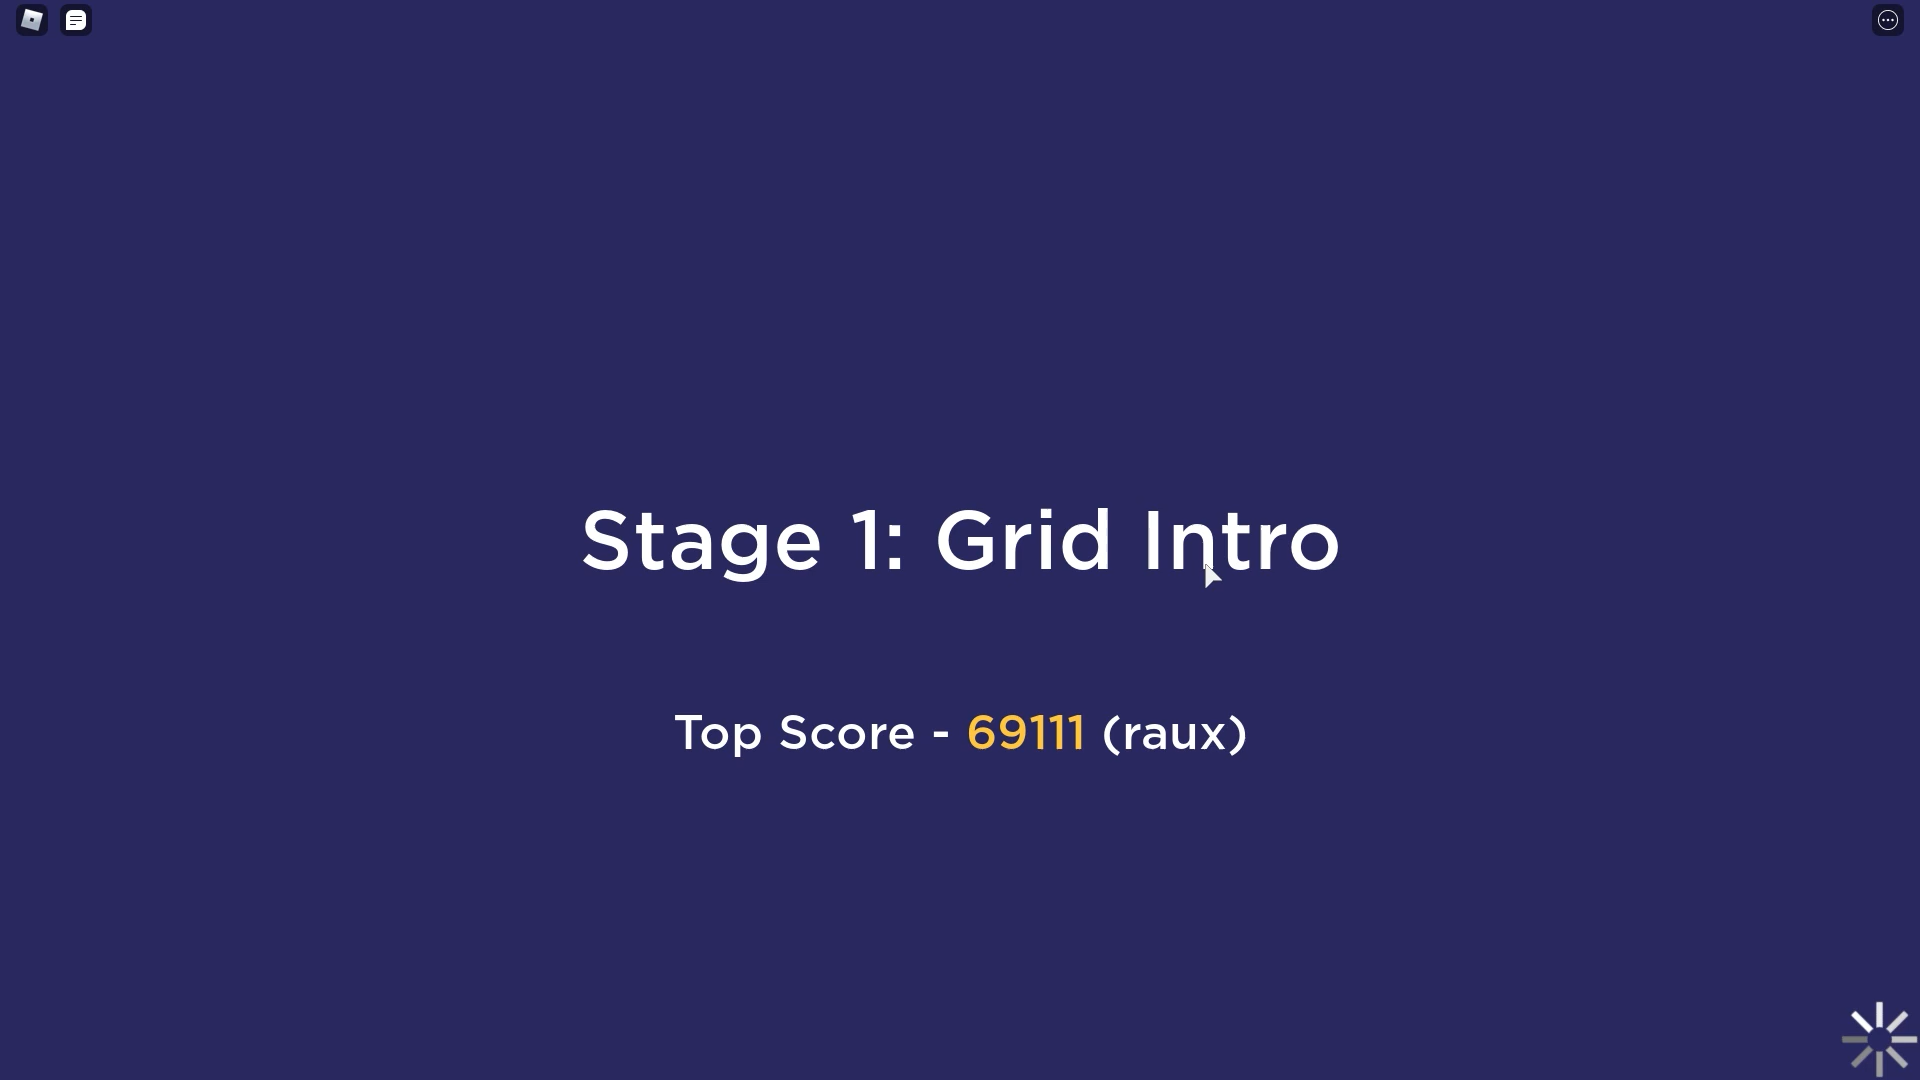 Stage 1: Grid Intro
Top Score - 69111 (raux)